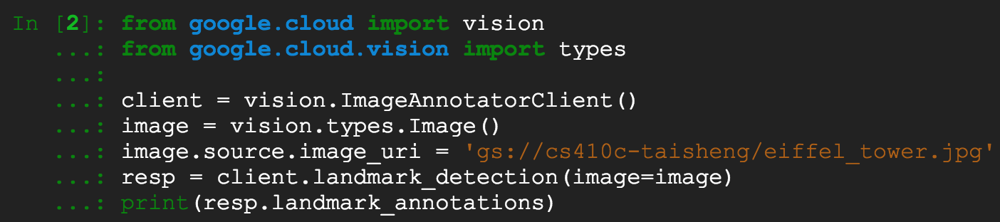 In [2]: from google.cloud import vision
...: from google.cloud.vision import types
...:
...: client = vision.ImageAnnotatorClient()
...: image = vision.types.Image()
...: image.source.image_uri = 'gs://cs410c-taisheng/eiffel_tower.jpg'
...: resp = client.landmark_detection(image=image)
...: print(resp.landmark_annotations)